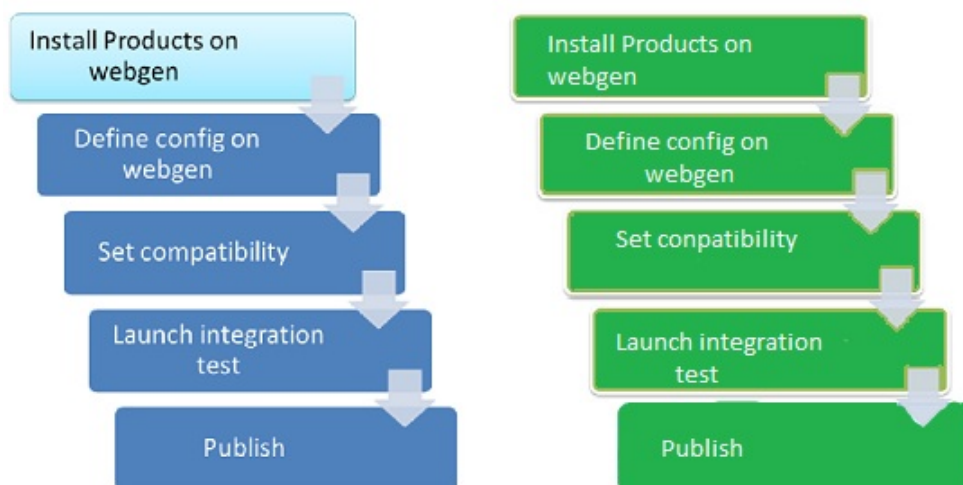 Install Products on
webgen
Define config on
webgen
Set compatibility
Launch integration
test
Publish
Install Products on
webgen
Define config on
webgen
Set conpatibility
Launch integration
test
Publish